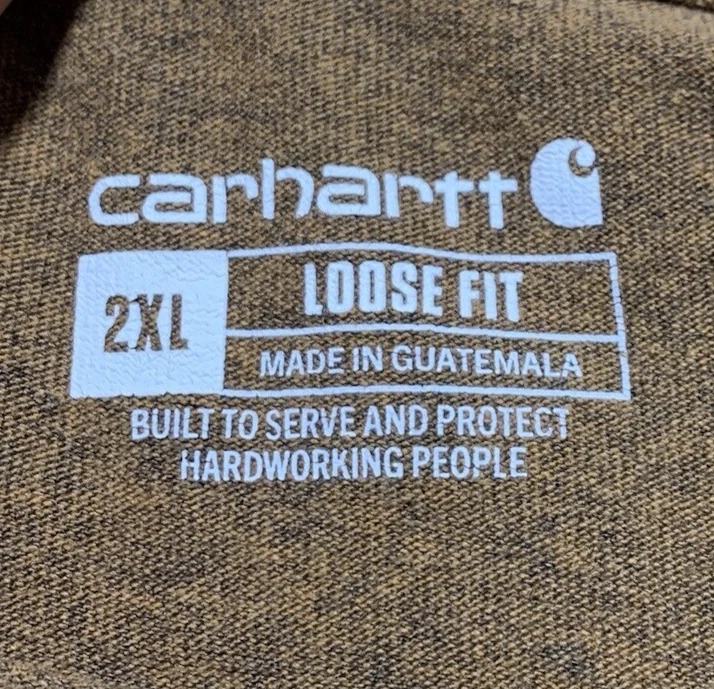 carhartt
2XL
LOOSE FIT
MADE IN GUATEMALA
BUILT TO SERVE AND PROTECT
HARDWORKING PEOPLE